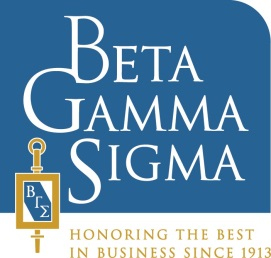 BETA
GAMMA
SIGMA
ΒΓΣ
HONORING THE BEST
IN BUSINESS SINCE 1913